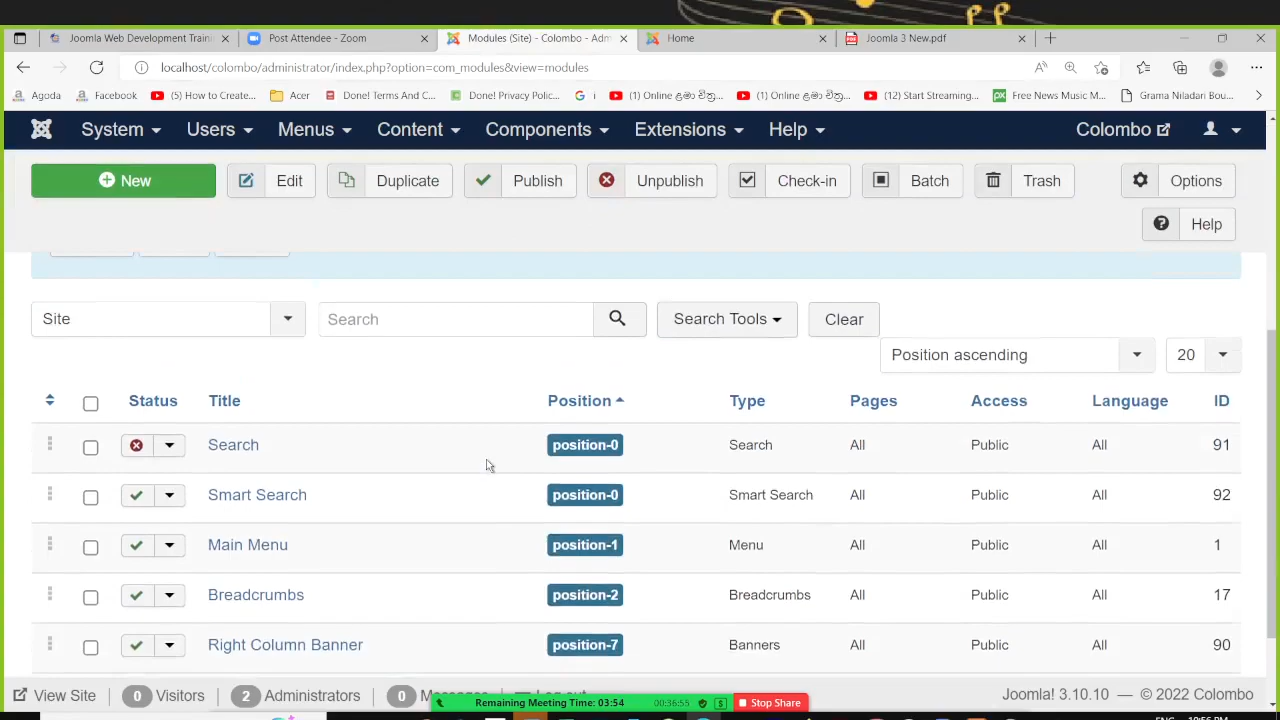 Joomla Web Development Traini
Post Attendee - Zoom
Modules (Site) - Colombo - Adm
Home
Joomla 3 New.pdf
localhost/colombo/administrator/index.php?option=com_modules&view=modules
Agoda
Facebook
(5) How to Create...
Acer
Done! Terms And C...
Done! Privacy Polic...
i
(1) Online ළමා චිත්‍ර...
(1) Online ළමා චිත්‍ර...
(12) Start Streaming...
Free News Music M...
Grama Niladari Bou...
System Users Menus Content Components Extensions Help Colombo
New Edit Duplicate Publish Unpublish Check-in Batch Trash Options
Help
Site Search Search Tools Clear
Position ascending 20
Status Title Position Type Pages Access Language ID
Search position-0 Search All Public All 91
Smart Search position-0 Smart Search All Public All 92
Main Menu position-1 Menu All Public All 1
Breadcrumbs position-2 Breadcrumbs All Public All 17
Right Column Banner position-7 Banners All Public All 90
View Site 0 Visitors 2 Administrators 0 Joomla! 3.10.10 — © 2022 Colombo
Remaining Meeting Time: 03:54 00:36:55 Stop Share